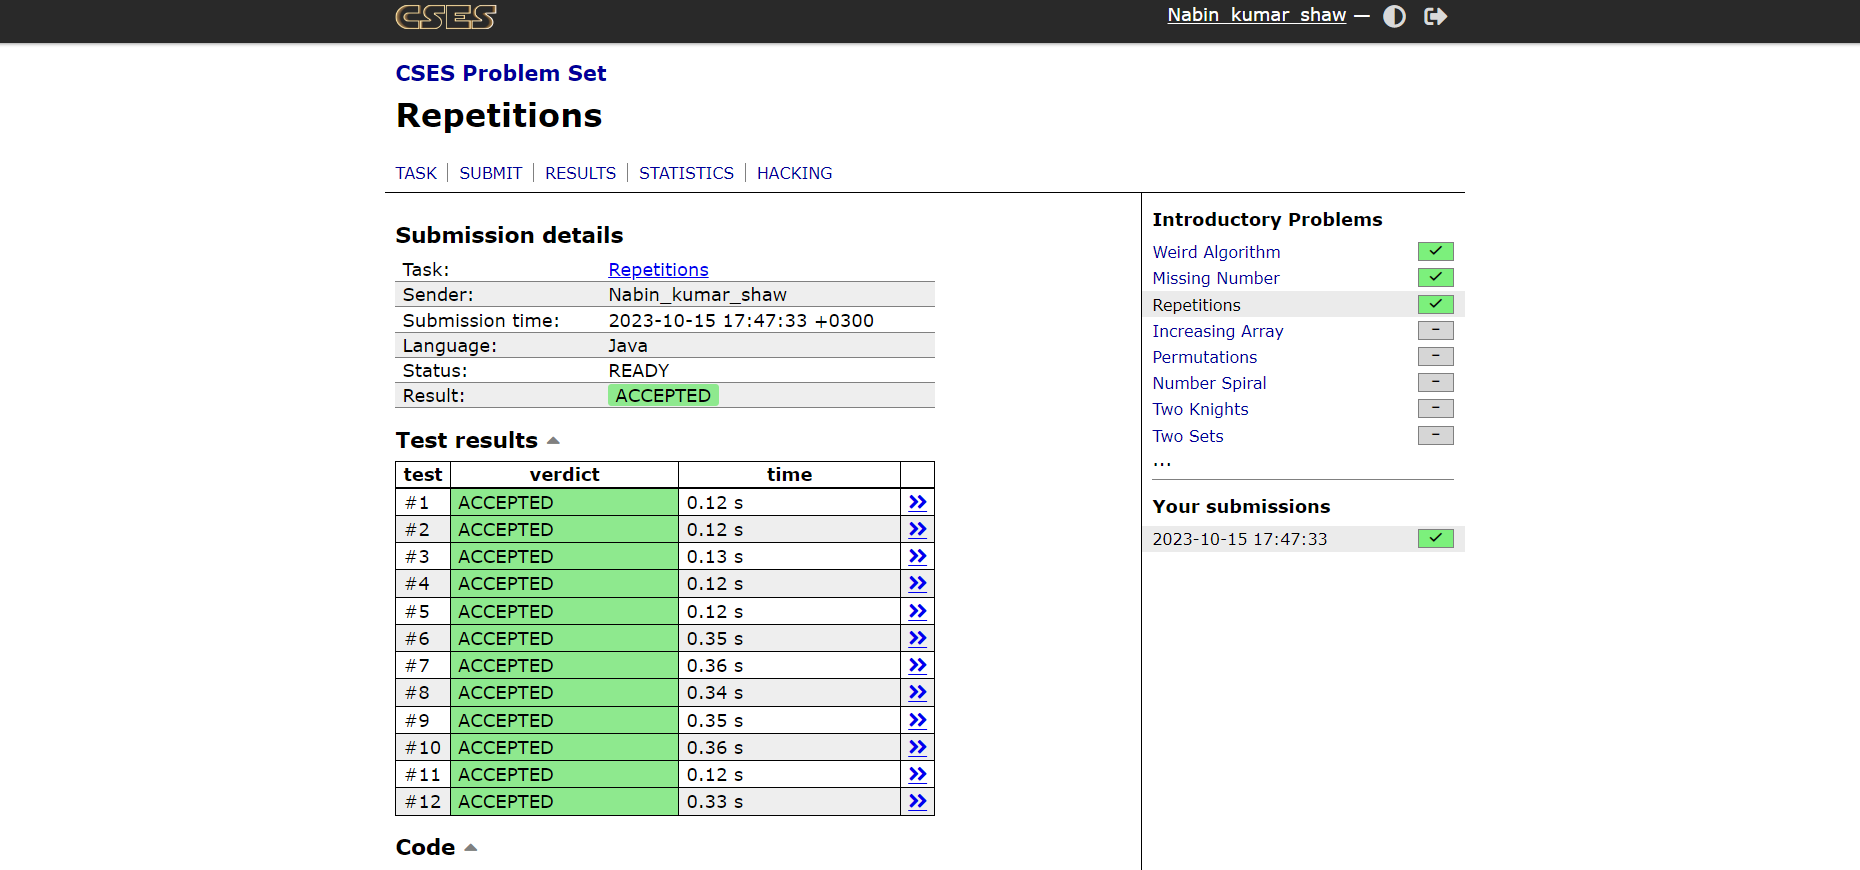 CSES
Nabin_kumar_shaw —
CSES Problem Set
Repetitions
TASK SUBMIT RESULTS STATISTICS HACKING
Submission details
Task: Repetitions
Sender: Nabin_kumar_shaw
Submission time: 2023-10-15 17:47:33 +0300
Language: Java
Status: READY
Result: ACCEPTED
Test results
test verdict time
#1 ACCEPTED 0.12 s
#2 ACCEPTED 0.12 s
#3 ACCEPTED 0.13 s
#4 ACCEPTED 0.12 s
#5 ACCEPTED 0.12 s
#6 ACCEPTED 0.35 s
#7 ACCEPTED 0.36 s
#8 ACCEPTED 0.34 s
#9 ACCEPTED 0.35 s
#10 ACCEPTED 0.36 s
#11 ACCEPTED 0.12 s
#12 ACCEPTED 0.33 s
Code
Introductory Problems
Weird Algorithm
Missing Number
Repetitions
Increasing Array –
Permutations –
Number Spiral –
Two Knights –
Two Sets –
...
Your submissions
2023-10-15 17:47:33